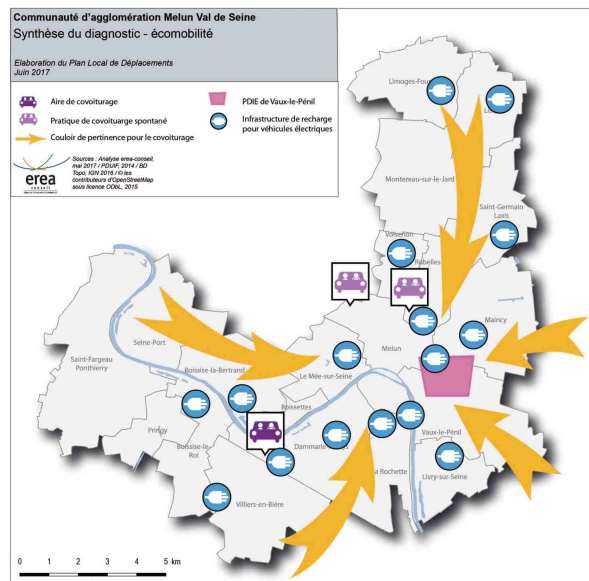 Communauté d'agglomération Melun Val de Seine
Synthèse du diagnostic - écomobilité
Elaboration du Plan Local de Déplacements
Juin 2017
Aire de covoiturage
Pratique de covoituarge spontané
Couloir de pertinence pour le covoiturage
PDIE de Vaux-le-Pénil
Infrastructure de recharge
pour véhicules électriques
erea
conseil
Sources : Analyse erea-conseil,
mai 2017 / PDUIF, 2014 / BD
Topo, IGN 2016 / © les
contributeurs d'OpenStreetMap
sous licence ODbL, 2015
Montereau-sur-le-Jard
Saint-Germain
Laxis
Voisenon
Rubelles
Maincy
Seine-Port
Saint-Fargeau
Ponthierry
Boissise-la-Bertrand
Le Mée-sur-Seine
Melun
Boissettes
Pringy
Boissise-le-
Roi
Dammarie
Vaux-le-Pénil
La Rochette
Livry-sur-Seine
Villiers-en-Bière
0 1 2 3 4 5 km